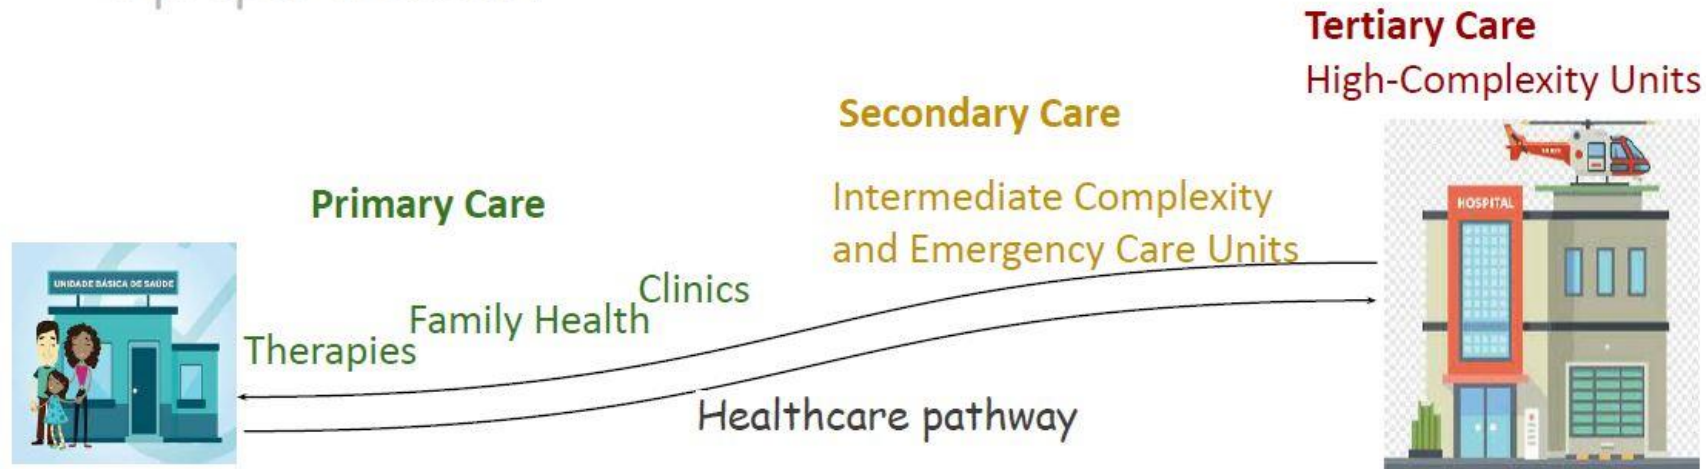 Tertiary Care
High-Complexity Units
Secondary Care
Intermediate Complexity
and Emergency Care Units
Primary Care
Clinics
Family Health
Therapies
Healthcare pathway
UNIDADE BÁSICA DE SAÚDE
HOSPITAL